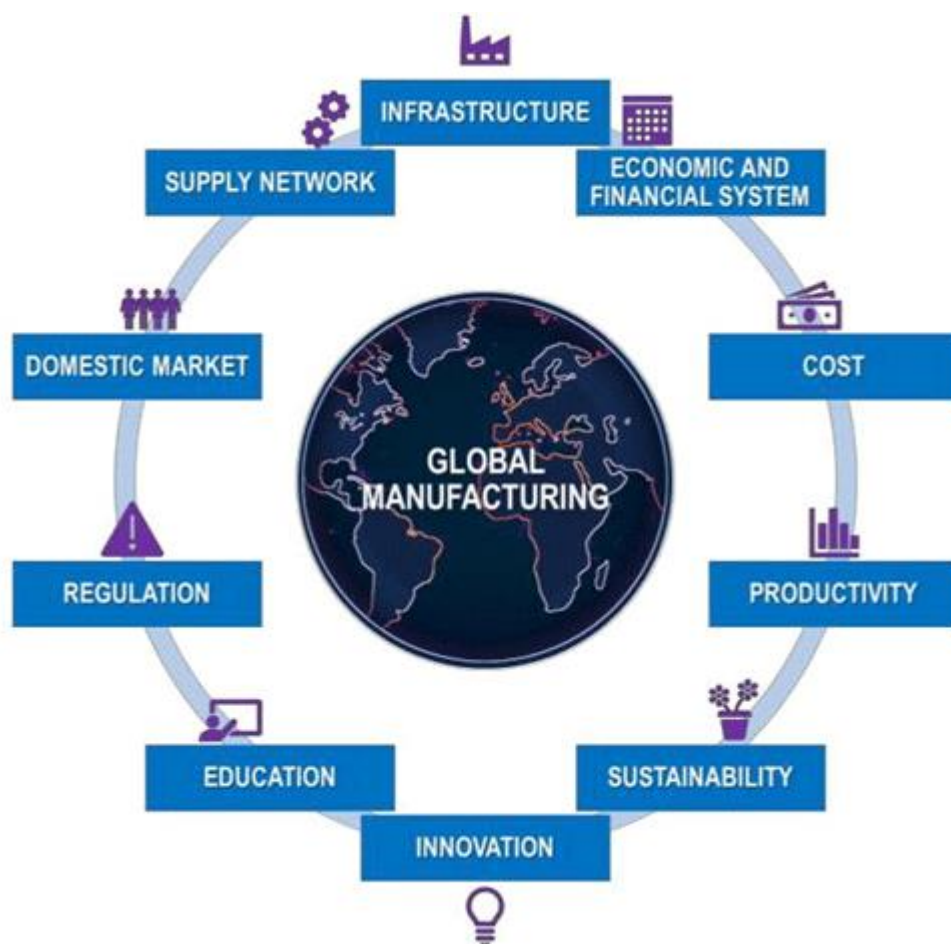 INFRASTRUCTURE
ECONOMIC AND
FINANCIAL SYSTEM
COST
PRODUCTIVITY
SUSTAINABILITY
INNOVATION
EDUCATION
REGULATION
DOMESTIC MARKET
SUPPLY NETWORK
GLOBAL
MANUFACTURING